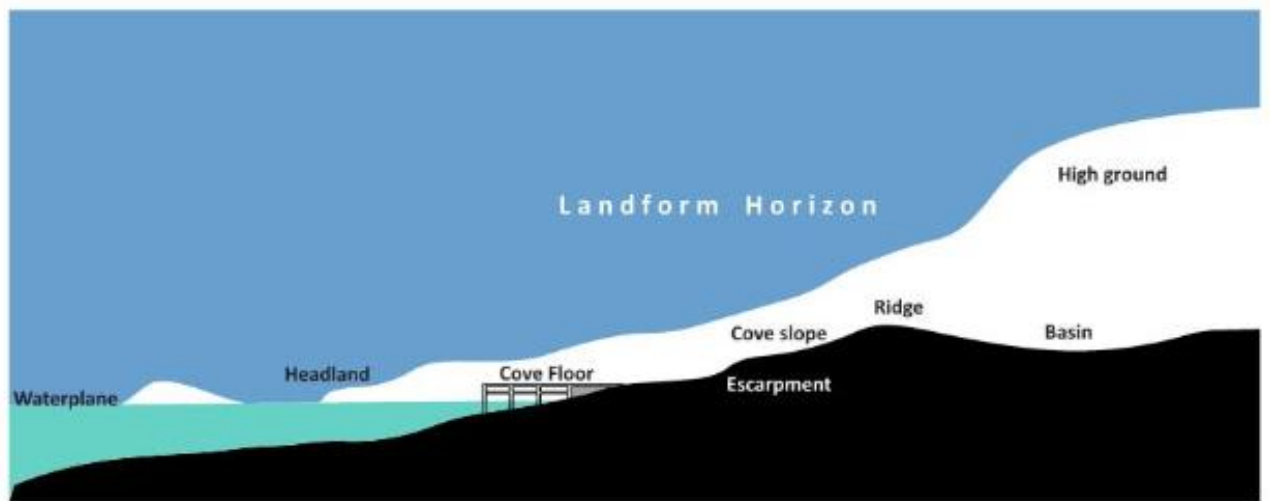 Landform Horizon
High ground
Ridge
Cove slope
Basin
Headland
Cove Floor
Escarpment
Waterplane